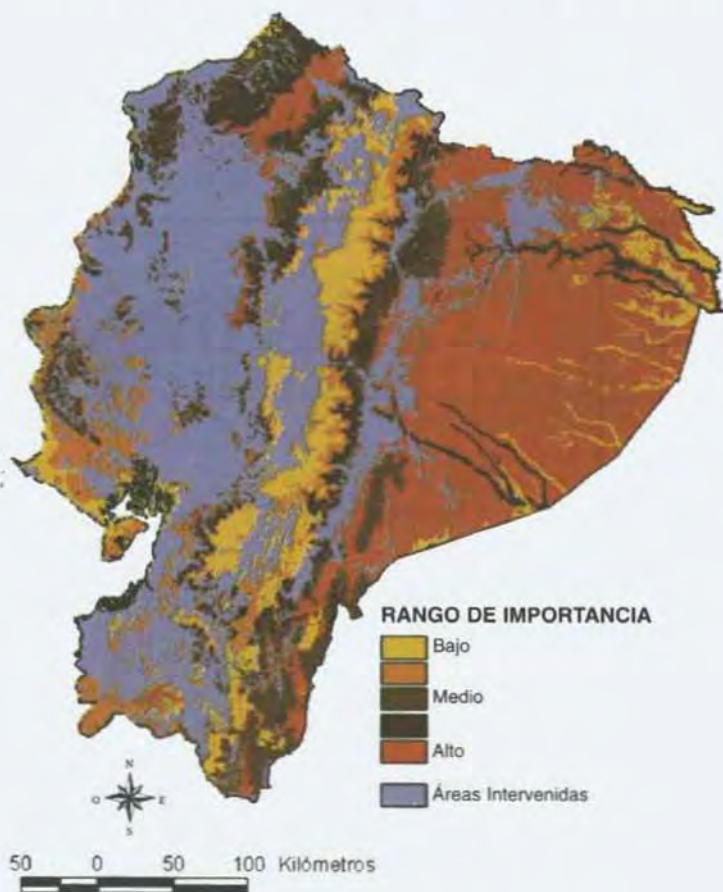 RANGO DE IMPORTANCIA
Bajo
Medio
Alto
Áreas Intervenidas
N
O E
S
50 0 50 100 Kilómetros